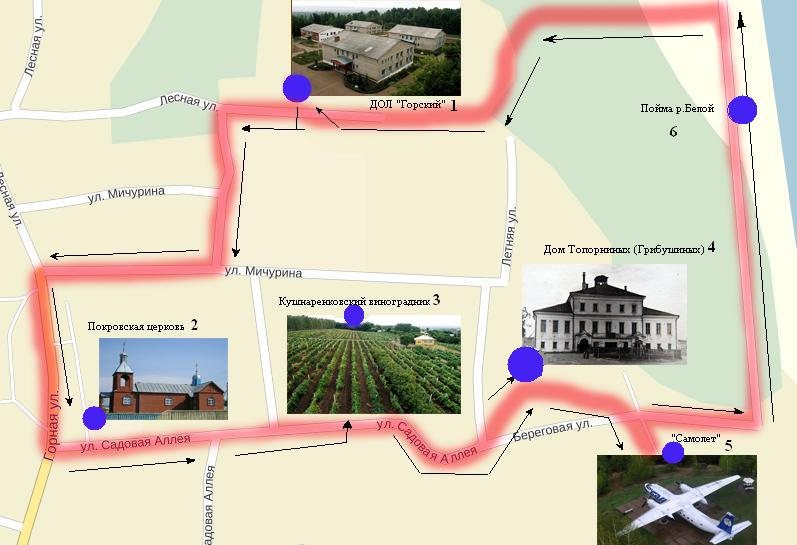 Лесная ул.
Лесная ул.
ДОЛ "Горский" 1
Пойма р.Белой
6
Лесная ул.
ул. Мичурина
Летняя ул.
ул. Мичурина
Дом Топорниных (Грибушиных) 4
Кушнаренковский виноградник 3
Покровская церковь 2
Горная ул.
ул. Садовая Аллея
ул. Садовая Аллея
Береговая ул.
"Самолет" 5
адовая Аллея